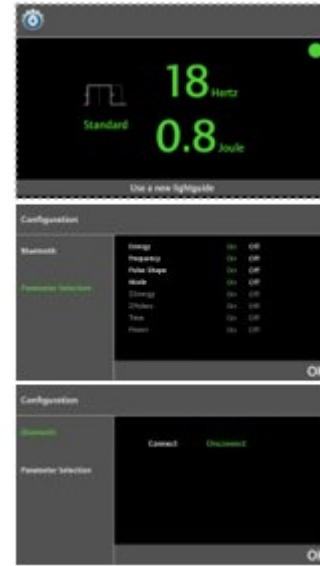 18 Hertz
Standard
0.8 Joule
Use a new lightguide
Configuration
Bluetooth
Parameter Selection
Energy On Off
Frequency On Off
Pulse Shape On Off
Mode On Off
On Off
On Off
Time On Off
Power On Off
OK
Configuration
Bluetooth
Parameter Selection
Connect Disconnect
OK